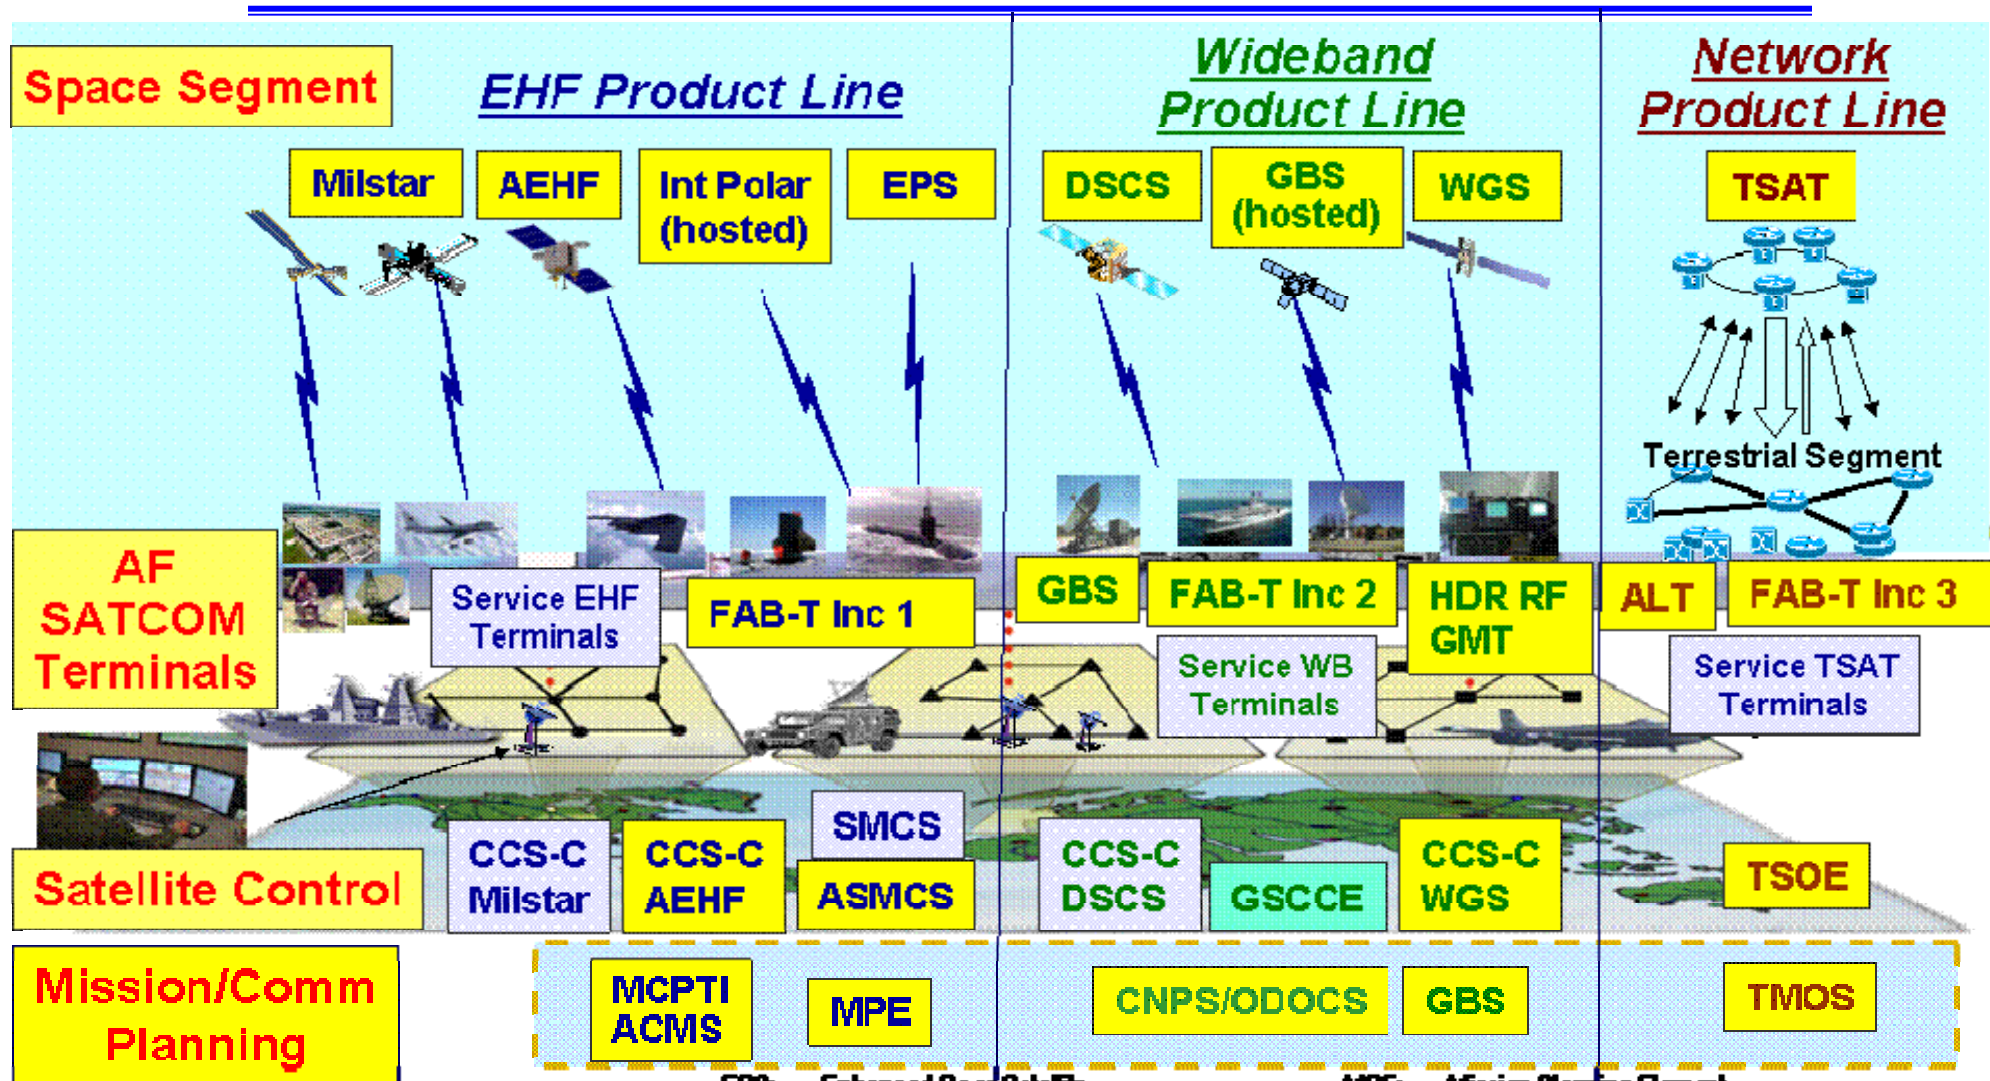 Space Segment
EHF Product Line
Wideband
Product Line
Network
Product Line
Milstar
AEHF
Int Polar
(hosted)
EPS
DSCS
GBS
(hosted)
WGS
TSAT
Terrestrial Segment
AF
SATCOM
Terminals
Service EHF
Terminals
FAB-T Inc 1
GBS
FAB-T Inc 2
HDR RF
GMT
ALT
FAB-T Inc 3
Service WB
Terminals
Service TSAT
Terminals
Satellite Control
CCS-C
Milstar
CCS-C
AEHF
SMCS
ASMCS
CCS-C
DSCS
GSCCE
CCS-C
WGS
TSOE
Mission/Comm
Planning
MCPTI
ACMS
MPE
CNPS/ODOCS
GBS
TMOS